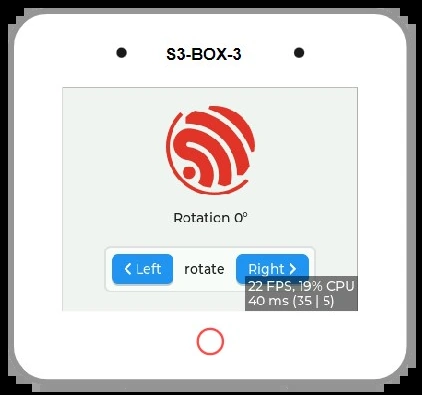 S3-BOX-3
Rotation 0°
Left rotate Right
22 FPS, 19% CPU
40 ms (35 | 5)